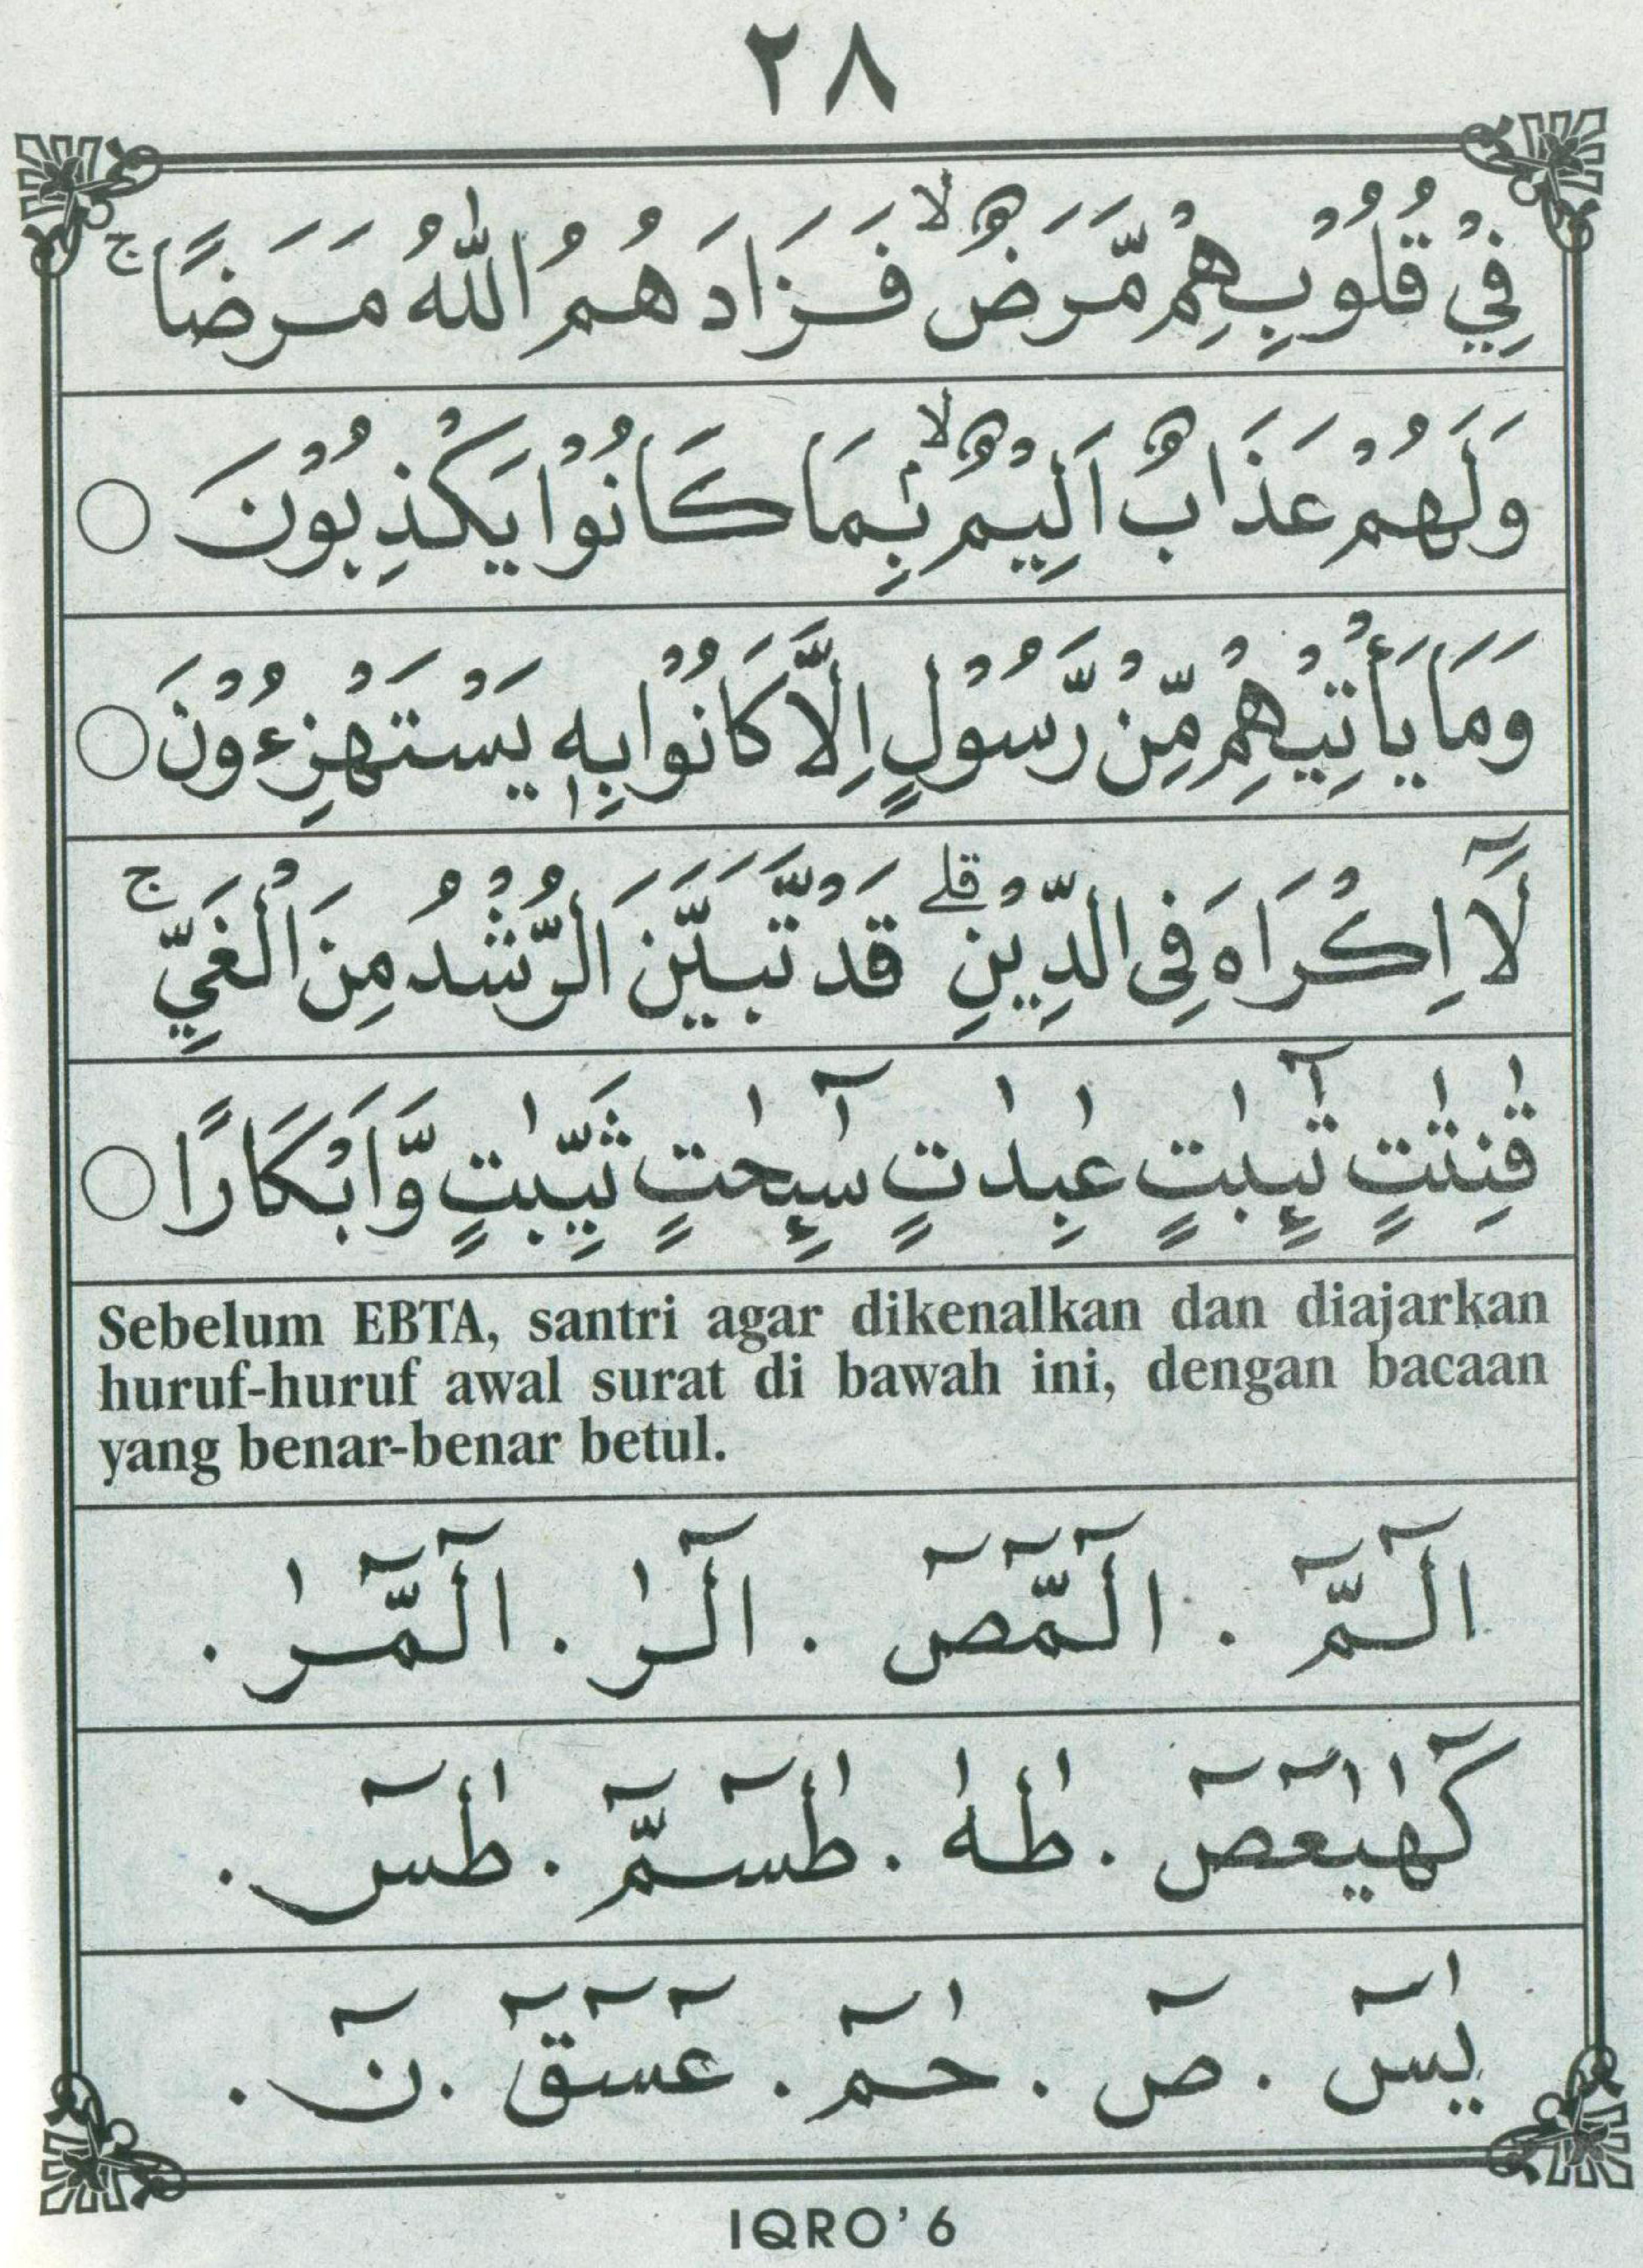 ٢٨
فِيْ قُلُوْبِهِمْ مَّرَضٌ ۙ فَزَادَهُمُ اللّٰهُ مَرَضًا ۚ
وَلَهُمْ عَذَابٌ اَلِيْمٌ ۢ ۙ بِمَا كَانُوْا يَكْذِبُوْنَ ○
وَمَا يَأْتِيْهِمْ مِّنْ رَّسُوْلٍ اِلَّا كَانُوْا بِهٖ يَسْتَهْزِءُوْنَ ○
لَآ اِكْرَاهَ فِى الدِّيْنِ ۗ قَدْ تَّبَيَّنَ الرُّشْدُ مِنَ الْغَيِّ ۚ
قٰنِتٰتٍ تٰۤئِبٰتٍ عٰبِدٰتٍ سٰۤئِحٰتٍ ثَيِّبٰتٍ وَّاَبْكَارًا ○
Sebelum EBTA, santri agar dikenalkan dan diajarkan
huruf-huruf awal surat di bawah ini, dengan bacaan
yang benar-benar betul.
الۤمّۤ . الۤمّۤصۤ . الۤرٰ . الۤمّۤرٰ .
كۤهٰيٰعۤصۤ . طٰهٰ . طٰسۤمّۤ . طٰسۤ .
يٰسۤ . صۤ . حٰمۤ . عۤسۤقۤ . نۤ .
IQRO' 6